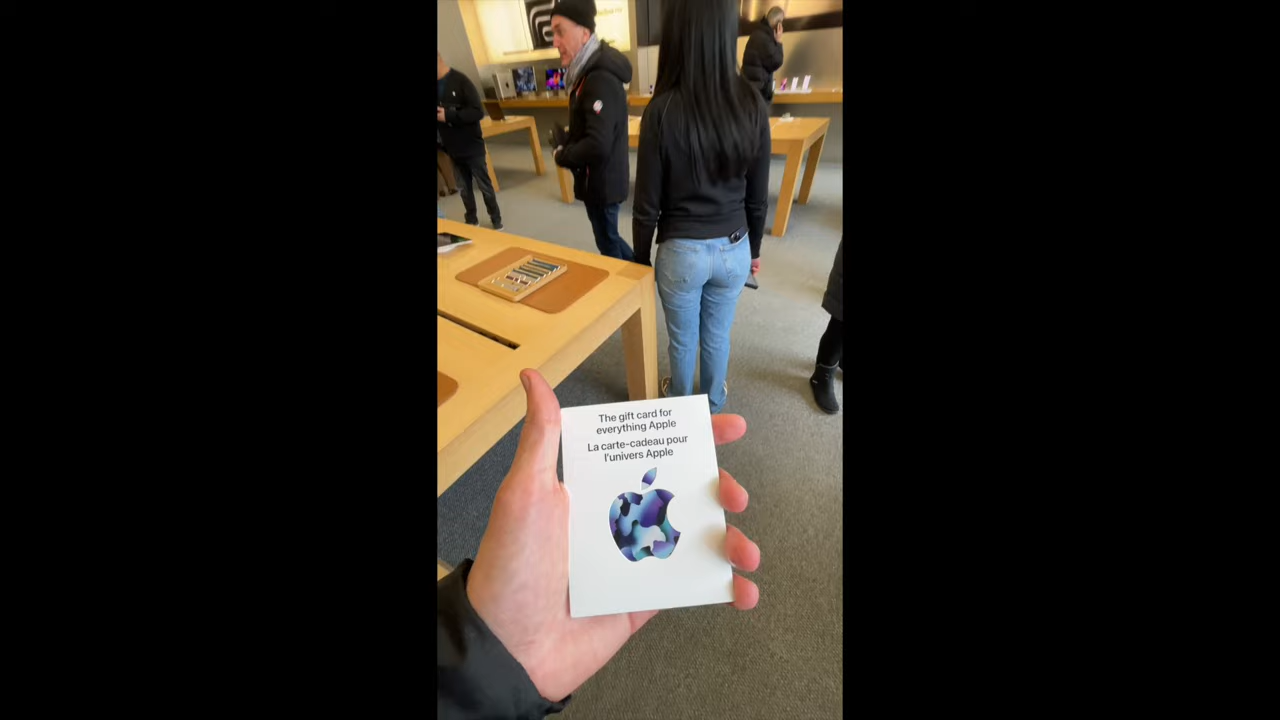 The gift card for
everything Apple
La carte-cadeau pour
l'univers Apple